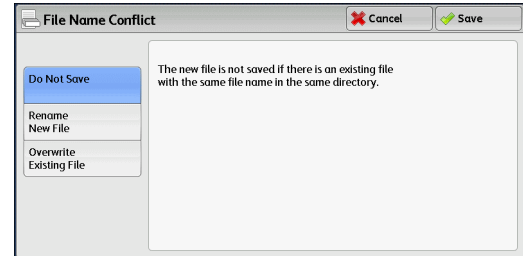 File Name Conflict
Cancel
Save
Do Not Save
Rename
New File
Overwrite
Existing File
The new file is not saved if there is an existing file
with the same file name in the same directory.